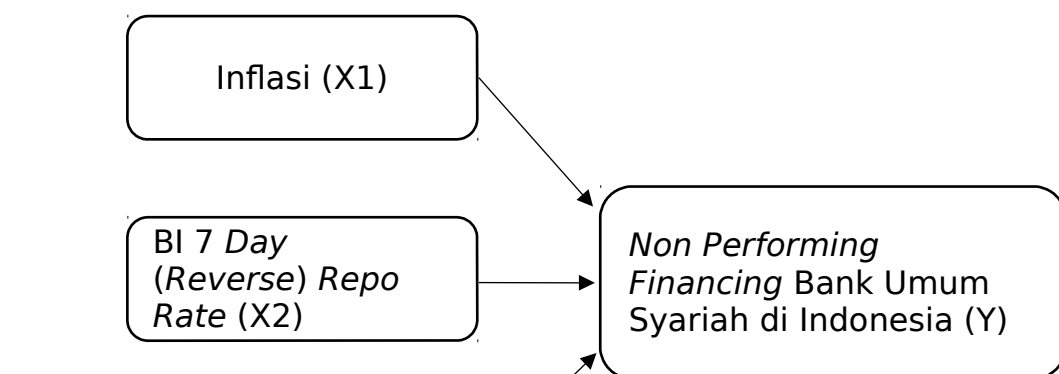 Inflasi (X1)
BI 7 Day
(Reverse) Repo
Rate (X2)
Non Performing
Financing Bank Umum
Syariah di Indonesia (Y)